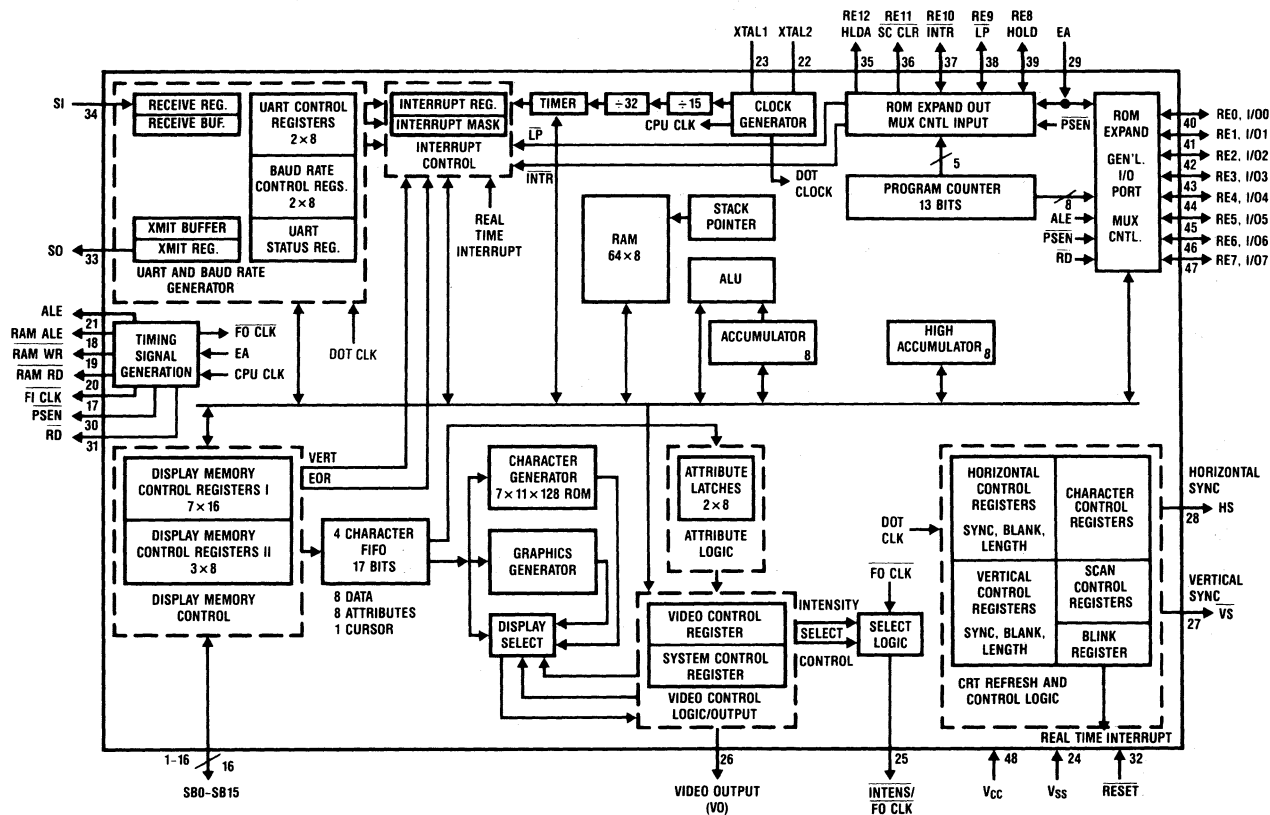 RE12 RE11 RE10 RE9 RE8
XTAL1 XTAL2 HLDA SC CLR INTR LP HOLD EA
23 22 35 36 37 38 39 29
SI
34
RECEIVE REG.
RECEIVE BUF.
XMIT BUFFER
XMIT REG.
UART CONTROL
REGISTERS
2×8
BAUD RATE
CONTROL REGS.
2×8
UART
STATUS REG.
UART AND BAUD RATE
GENERATOR
SO
33
INTERRUPT REG.
INTERRUPT MASK
INTERRUPT
CONTROL
LP
INTR
REAL
TIME
INTERRUPT
TIMER
÷32
÷15
CPU CLK
CLOCK
GENERATOR
DOT
CLOCK
ROM EXPAND OUT
MUX CNTL INPUT
PSEN
5
PROGRAM COUNTER
13 BITS
8
ALE
PSEN
RD
ROM
EXPAND
GEN'L.
I/O
PORT
MUX
CNTL.
RE0, I/O0
40
RE1, I/O1
41
RE2, I/O2
42
RE3, I/O3
43
RE4, I/O4
44
RE5, I/O5
45
RE6, I/O6
46
RE7, I/O7
47
RAM
64×8
STACK
POINTER
ALU
ACCUMULATOR
8
HIGH
ACCUMULATOR
8
ALE
21
RAM ALE
18
RAM WR
19
RAM RD
20
FI CLK
17
PSEN
30
RD
31
TIMING
SIGNAL
GENERATION
FO CLK
EA
CPU CLK
DOT CLK
DISPLAY MEMORY
CONTROL REGISTERS I
7×16
DISPLAY MEMORY
CONTROL REGISTERS II
3×8
DISPLAY MEMORY
CONTROL
VERT
EOR
4 CHARACTER
FIFO
17 BITS
8 DATA
8 ATTRIBUTES
1 CURSOR
CHARACTER
GENERATOR
7×11×128 ROM
GRAPHICS
GENERATOR
DISPLAY
SELECT
ATTRIBUTE
LATCHES
2×8
ATTRIBUTE
LOGIC
VIDEO CONTROL
REGISTER
SYSTEM CONTROL
REGISTER
VIDEO CONTROL
LOGIC/OUTPUT
INTENSITY
SELECT
CONTROL
FO CLK
SELECT
LOGIC
DOT
CLK
HORIZONTAL
CONTROL
REGISTERS
SYNC, BLANK,
LENGTH
CHARACTER
CONTROL
REGISTERS
VERTICAL
CONTROL
REGISTERS
SYNC, BLANK,
LENGTH
SCAN
CONTROL
REGISTERS
BLINK
REGISTER
CRT REFRESH AND
CONTROL LOGIC
REAL TIME INTERRUPT
HORIZONTAL
SYNC
HS
28
VERTICAL
SYNC
VS
27
1–16
16
SB0–SB15
26
VIDEO OUTPUT
(VO)
25
INTENS/
FO CLK
48
VCC
24
VSS
32
RESET